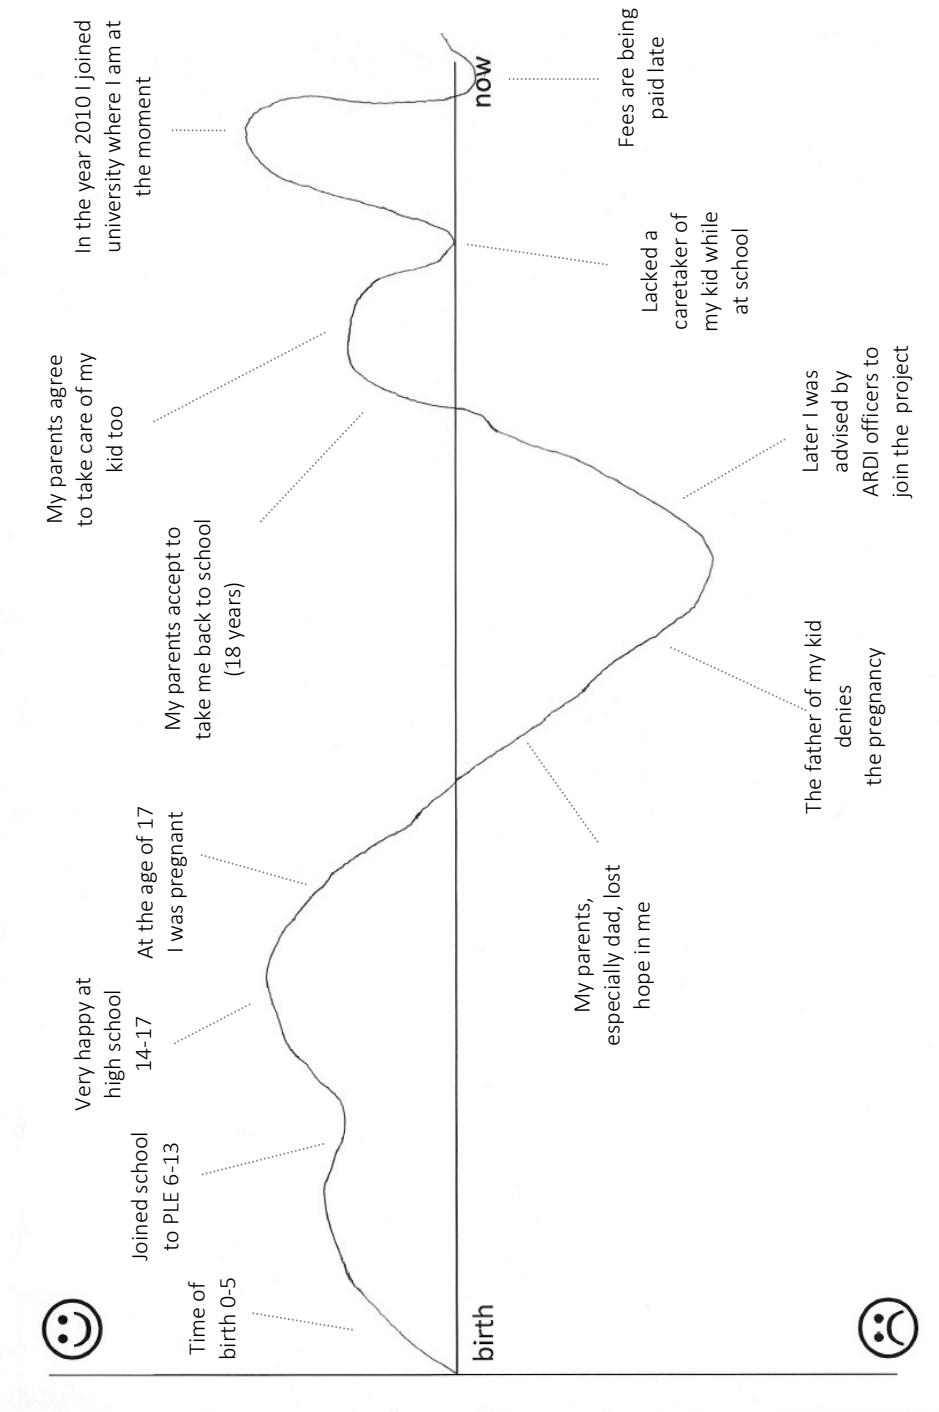 Time of
birth 0-5
Joined school
to PLE 6-13
Very happy at
high school
14-17
At the age of 17
I was pregnant
My parents accept to
take me back to school
(18 years)
My parents agree
to take care of my
kid too
In the year 2010 I joined
university where I am at
the moment
birth
now
My parents,
especially dad, lost
hope in me
The father of my kid
denies
the pregnancy
Later I was
advised by
ARDI officers to
join the project
Lacked a
caretaker of
my kid while
at school
Fees are being
paid late